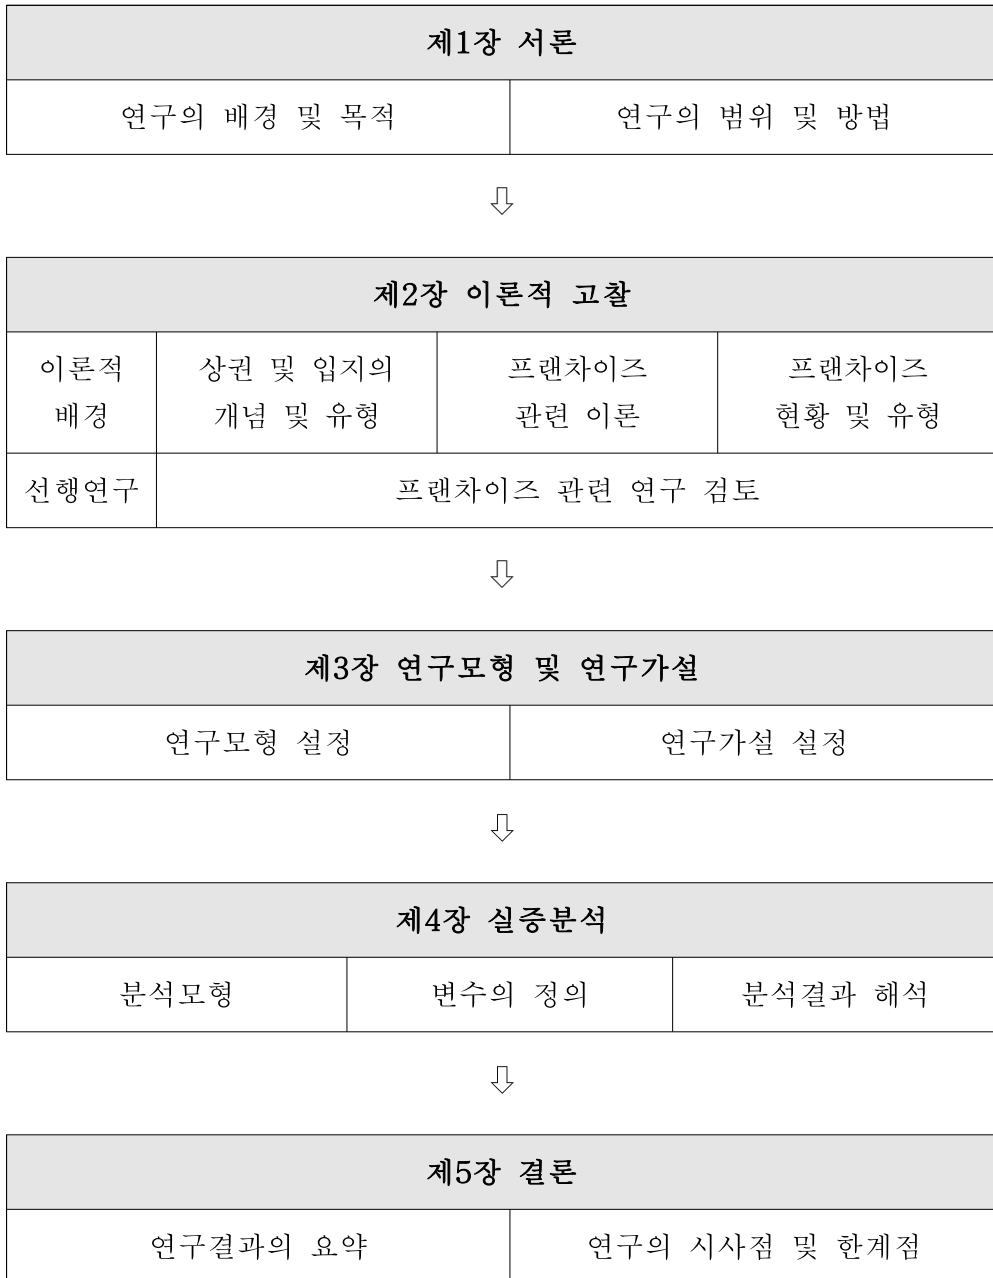 제1장 서론
연구의 배경 및 목적
연구의 범위 및 방법
⇩
제2장 이론적 고찰
이론적
배경
상권 및 입지의
개념 및 유형
프랜차이즈
관련 이론
프랜차이즈
현황 및 유형
선행연구
프랜차이즈 관련 연구 검토
⇩
제3장 연구모형 및 연구가설
연구모형 설정
연구가설 설정
⇩
제4장 실증분석
분석모형
변수의 정의
분석결과 해석
⇩
제5장 결론
연구결과의 요약
연구의 시사점 및 한계점